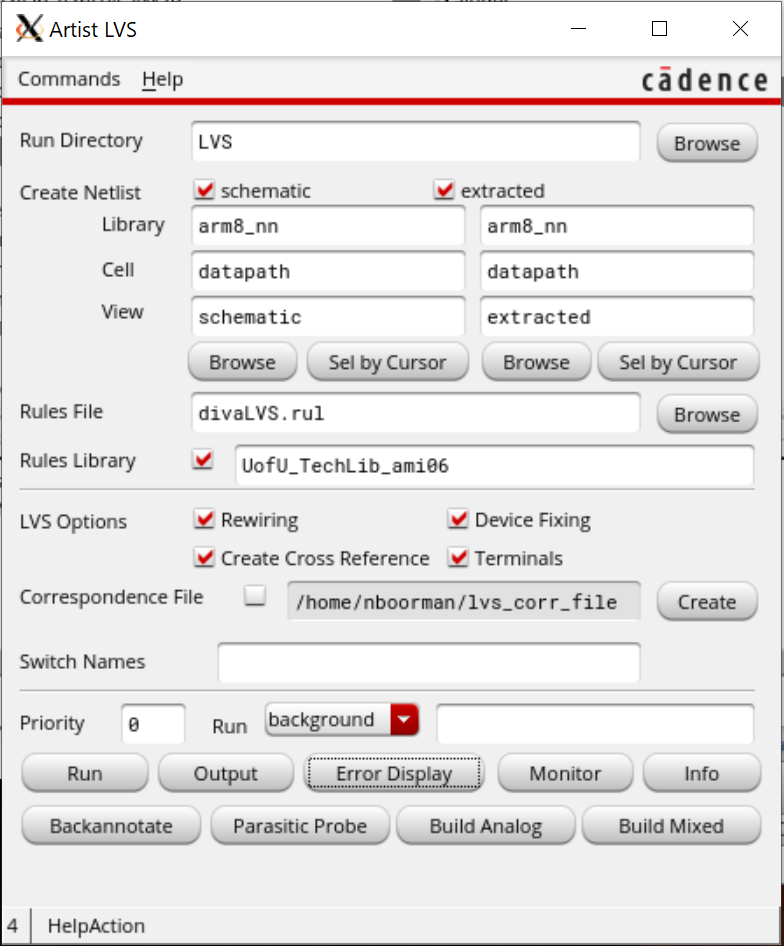 Artist LVS
Commands Help cādence
Run Directory LVS Browse
Create Netlist schematic extracted
Library arm8_nn arm8_nn
Cell datapath datapath
View schematic extracted
Browse Sel by Cursor Browse Sel by Cursor
Rules File divaLVS.rul Browse
Rules Library UofU_TechLib_ami06
LVS Options Rewiring Device Fixing
Create Cross Reference Terminals
Correspondence File /home/nboorman/lvs_corr_file Create
Switch Names
Priority 0 Run background
Run Output Error Display Monitor Info
Backannotate Parasitic Probe Build Analog Build Mixed
4 HelpAction